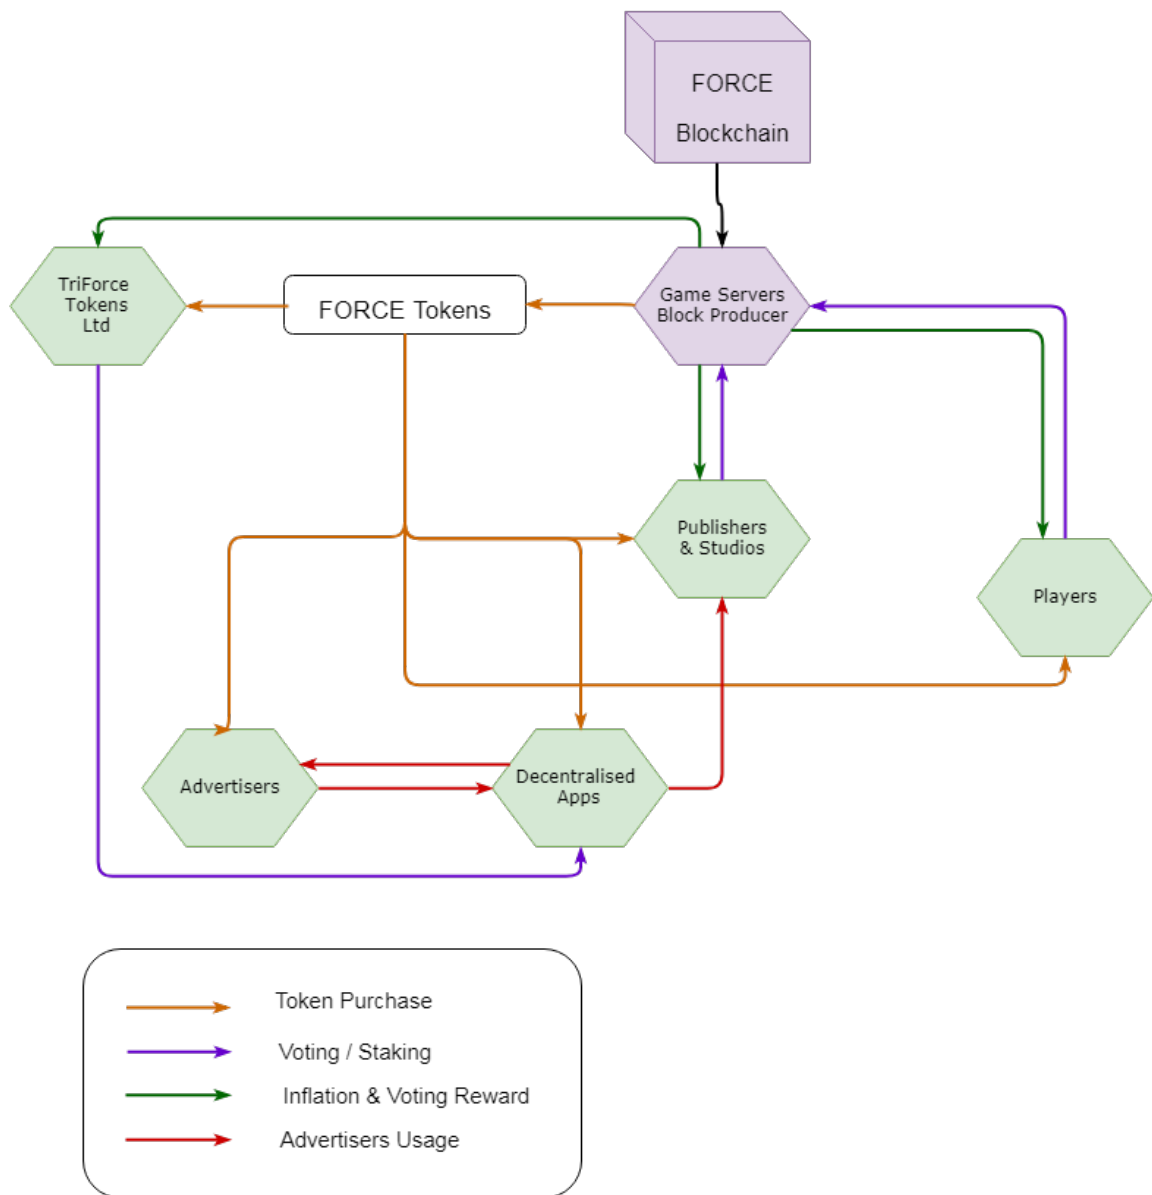 FORCE
Blockchain
TriForce
Tokens
Ltd
FORCE Tokens
Game Servers
Block Producer
Publishers
& Studios
Players
Advertisers
Decentralised
Apps
Token Purchase
Voting / Staking
Inflation & Voting Reward
Advertisers Usage